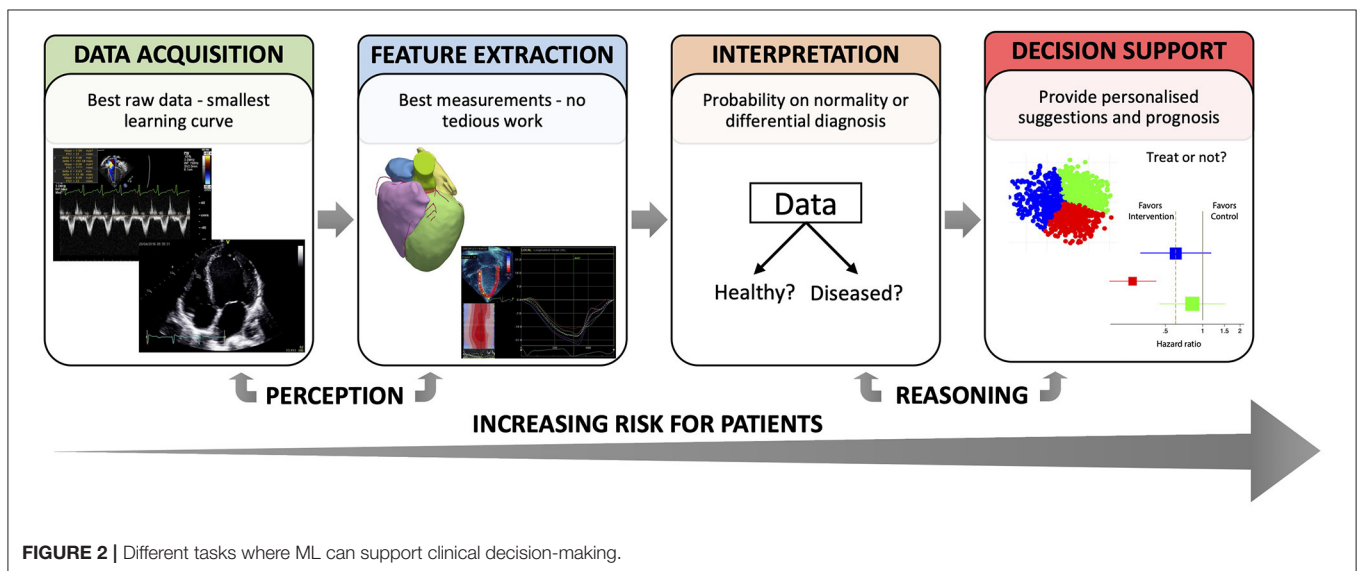 DATA ACQUISITION
Best raw data - smallest
learning curve
FEATURE EXTRACTION
Best measurements - no
tedious work
INTERPRETATION
Probability on normality or
differential diagnosis
Data
Healthy? Diseased?
DECISION SUPPORT
Provide personalised
suggestions and prognosis
Treat or not?
Favors
Intervention
Favors
Control
.5 1 1.5 2
Hazard ratio
PERCEPTION
REASONING
INCREASING RISK FOR PATIENTS
FIGURE 2 | Different tasks where ML can support clinical decision-making.